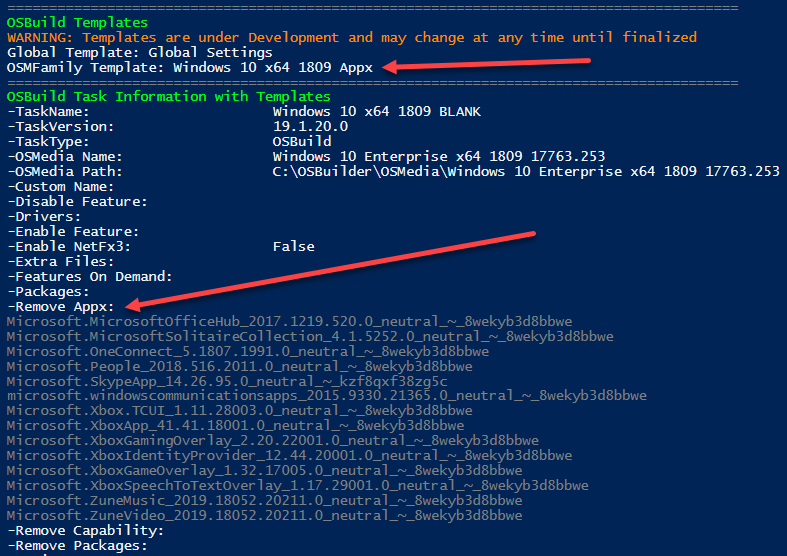 ========================================================================================
OSBuild Templates
WARNING: Templates are under Development and may change at any time until finalized
Global Template: Global Settings
OSMFamily Template: Windows 10 x64 1809 Appx
========================================================================================
OSBuild Task Information with Templates
-TaskName: Windows 10 x64 1809 BLANK
-TaskVersion: 19.1.20.0
-TaskType: OSBuild
-OSMedia Name: Windows 10 Enterprise x64 1809 17763.253
-OSMedia Path: C:\OSBuilder\OSMedia\Windows 10 Enterprise x64 1809 17763.253
-Custom Name:
-Disable Feature:
-Drivers:
-Enable Feature:
-Enable NetFx3: False
-Extra Files:
-Features On Demand:
-Packages:
-Remove Appx:
Microsoft.MicrosoftOfficeHub_2017.1219.520.0_neutral_~_8wekyb3d8bbwe
Microsoft.MicrosoftSolitaireCollection_4.1.5252.0_neutral_~_8wekyb3d8bbwe
Microsoft.OneConnect_5.1807.1991.0_neutral_~_8wekyb3d8bbwe
Microsoft.People_2018.516.2011.0_neutral_~_8wekyb3d8bbwe
Microsoft.SkypeApp_14.26.95.0_neutral_~_kzf8qxf38zg5c
microsoft.windowscommunicationsapps_2015.9330.21365.0_neutral_~_8wekyb3d8bbwe
Microsoft.Xbox.TCUI_1.11.28003.0_neutral_~_8wekyb3d8bbwe
Microsoft.XboxApp_41.41.18001.0_neutral_~_8wekyb3d8bbwe
Microsoft.XboxGamingOverlay_2.20.22001.0_neutral_~_8wekyb3d8bbwe
Microsoft.XboxIdentityProvider_12.44.20001.0_neutral_~_8wekyb3d8bbwe
Microsoft.XboxGameOverlay_1.32.17005.0_neutral_~_8wekyb3d8bbwe
Microsoft.XboxSpeechToTextOverlay_1.17.29001.0_neutral_~_8wekyb3d8bbwe
Microsoft.ZuneMusic_2019.18052.20211.0_neutral_~_8wekyb3d8bbwe
Microsoft.ZuneVideo_2019.18052.20211.0_neutral_~_8wekyb3d8bbwe
-Remove Capability:
-Remove Packages: